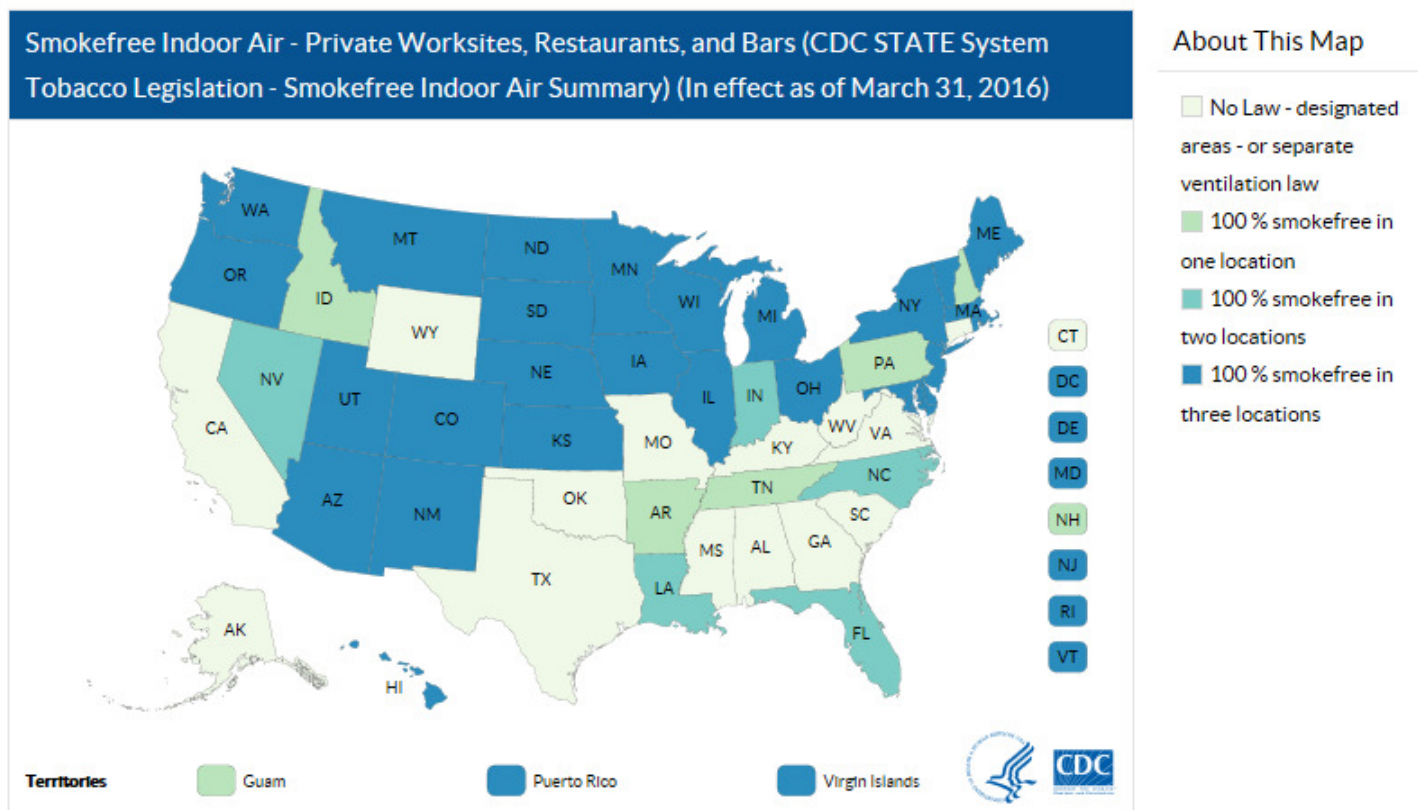 Smokefree Indoor Air - Private Worksites, Restaurants, and Bars (CDC STATE System
Tobacco Legislation - Smokefree Indoor Air Summary) (In effect as of March 31, 2016)
About This Map
No Law - designated
areas - or separate
ventilation law
100 % smokefree in
one location
100 % smokefree in
two locations
100 % smokefree in
three locations
WA
MT
ND
MN
ME
OR
ID
SD
WI
MI
NY
MA
WY
NV
UT
CO
NE
IA
IL
IN
OH
PA
CA
KS
MO
KY
WV
VA
AZ
NM
OK
AR
TN
NC
SC
TX
LA
MS
AL
GA
FL
AK
HI
CT
DC
DE
MD
NH
NJ
RI
VT
Territories
Guam
Puerto Rico
Virgin Islands
CDC